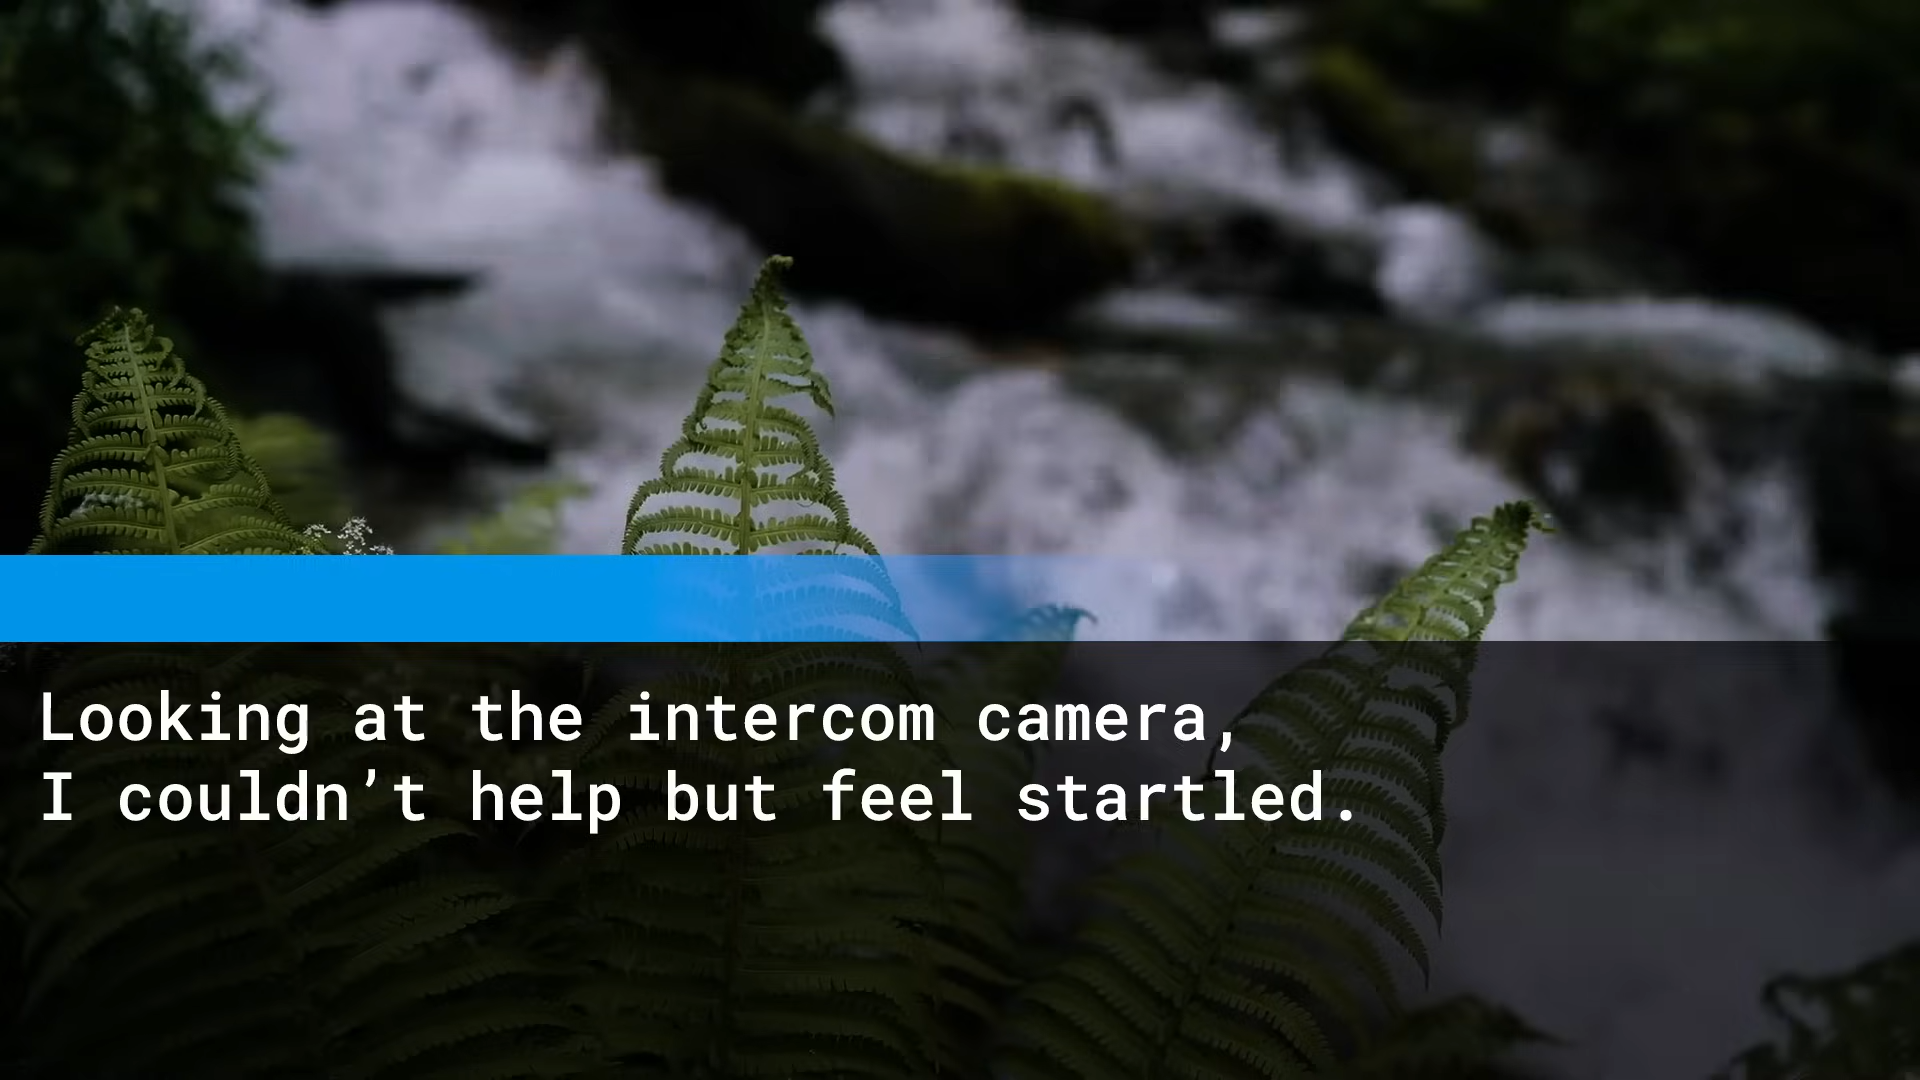 Looking at the intercom camera,
I couldn’t help but feel startled.